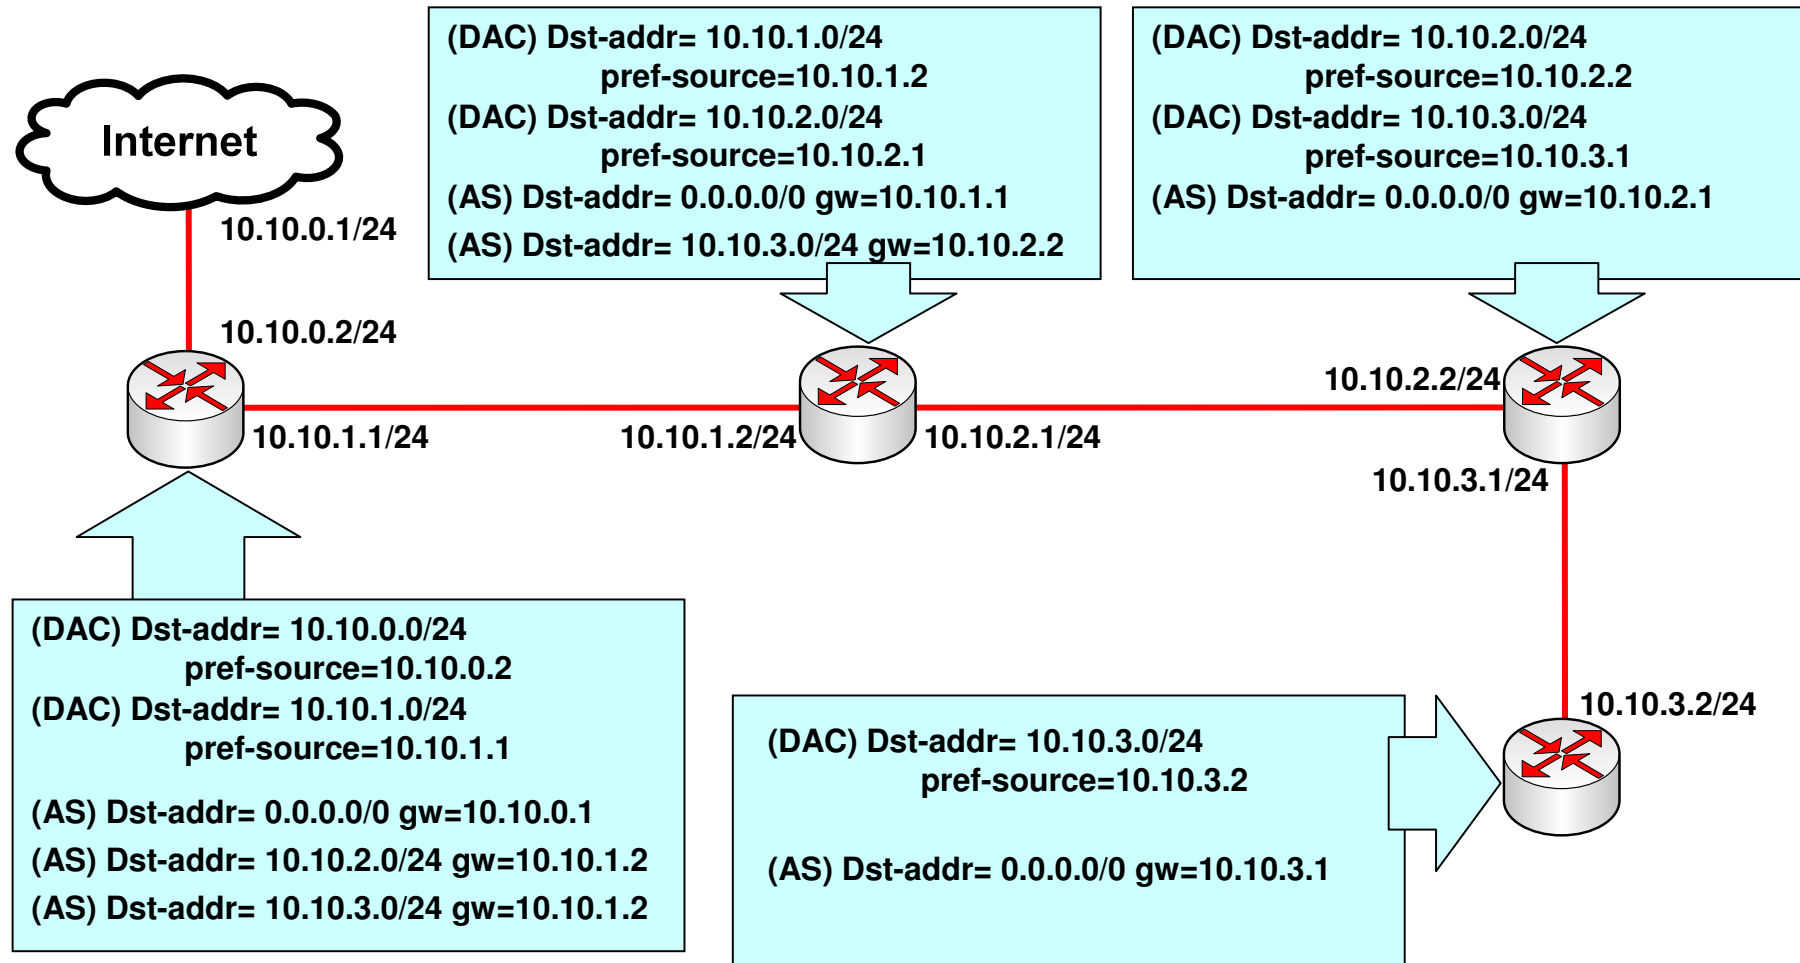 (DAC) Dst-addr= 10.10.1.0/24
pref-source=10.10.1.2
(DAC) Dst-addr= 10.10.2.0/24
pref-source=10.10.2.1
(AS) Dst-addr= 0.0.0.0/0 gw=10.10.1.1
(AS) Dst-addr= 10.10.3.0/24 gw=10.10.2.2
(DAC) Dst-addr= 10.10.2.0/24
pref-source=10.10.2.2
(DAC) Dst-addr= 10.10.3.0/24
pref-source=10.10.3.1
(AS) Dst-addr= 0.0.0.0/0 gw=10.10.2.1
Internet
10.10.0.1/24
10.10.0.2/24
10.10.1.1/24
10.10.1.2/24
10.10.2.1/24
10.10.2.2/24
10.10.3.1/24
10.10.3.2/24
(DAC) Dst-addr= 10.10.0.0/24
pref-source=10.10.0.2
(DAC) Dst-addr= 10.10.1.0/24
pref-source=10.10.1.1
(AS) Dst-addr= 0.0.0.0/0 gw=10.10.0.1
(AS) Dst-addr= 10.10.2.0/24 gw=10.10.1.2
(AS) Dst-addr= 10.10.3.0/24 gw=10.10.1.2
(DAC) Dst-addr= 10.10.3.0/24
pref-source=10.10.3.2
(AS) Dst-addr= 0.0.0.0/0 gw=10.10.3.1